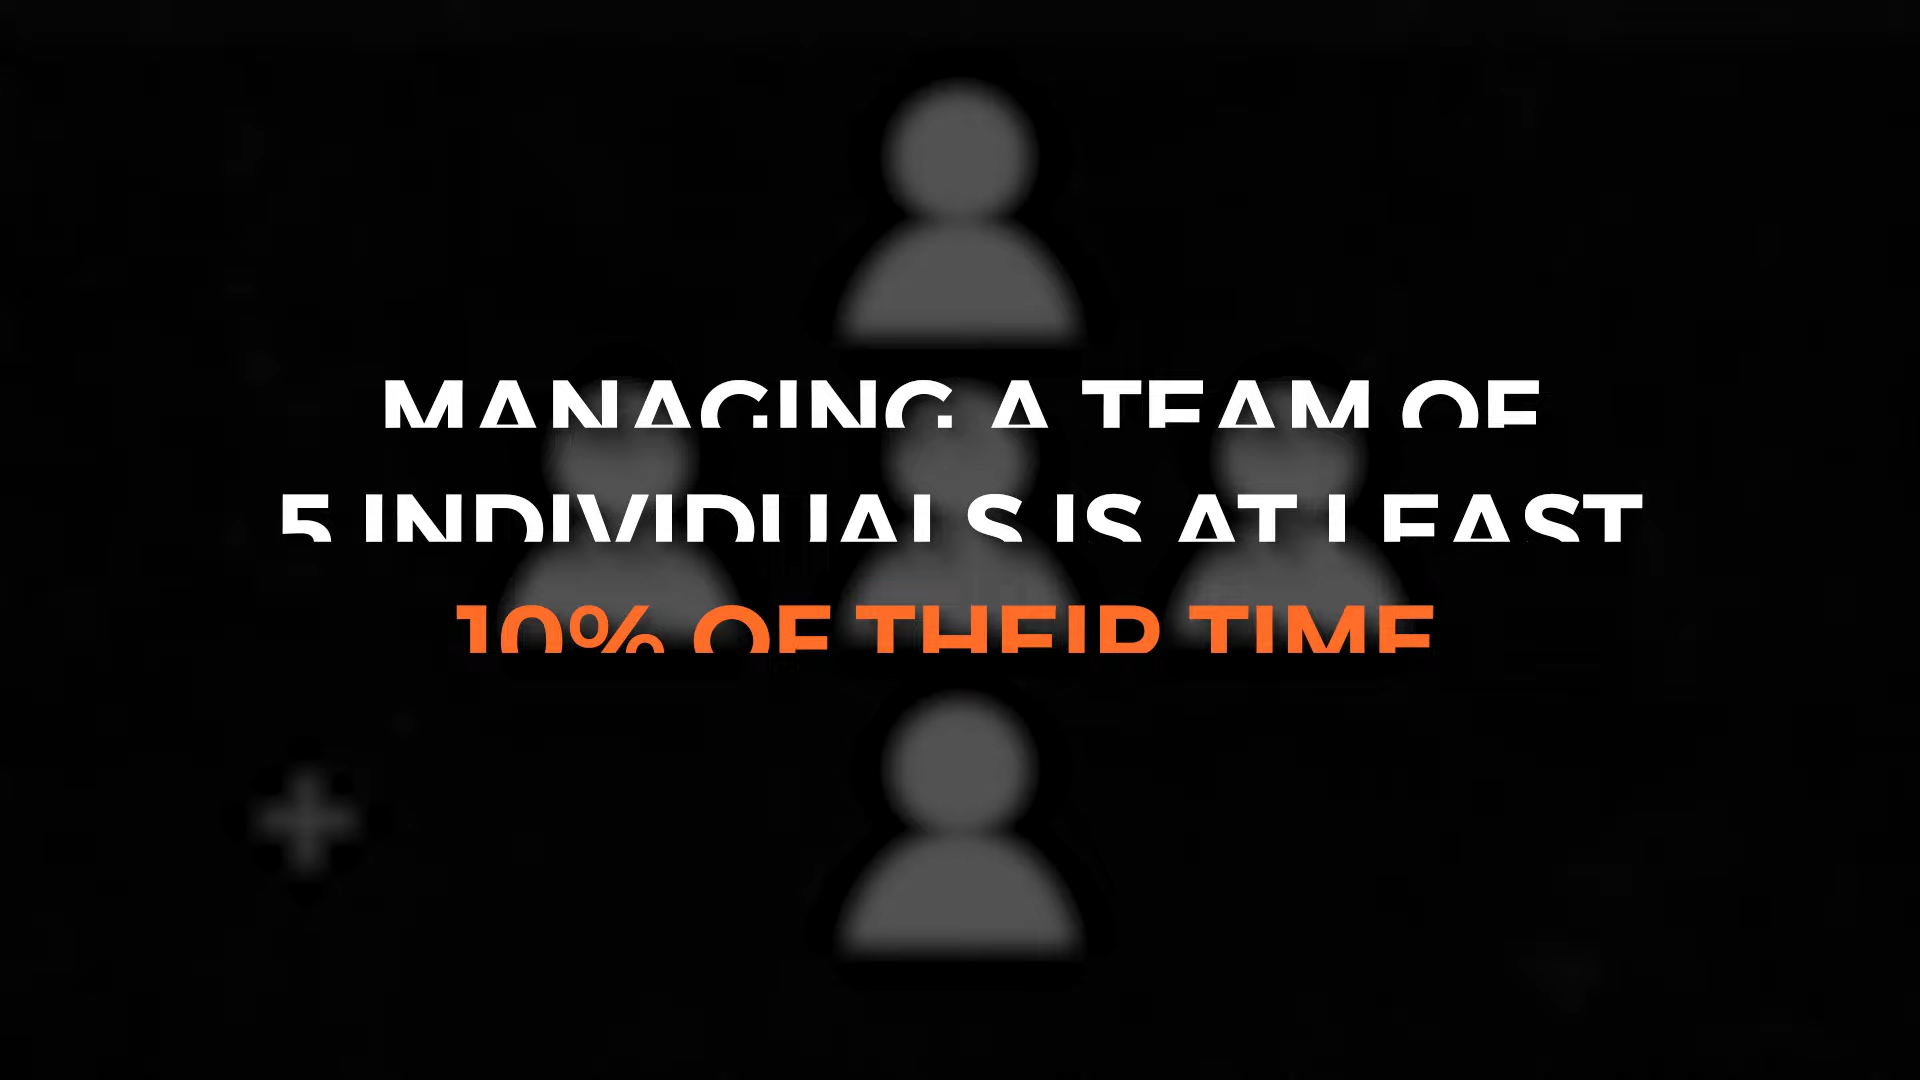 MANAGING A TEAM OF
5 INDIVIDUALS IS AT LEAST
10% OF THEIR TIME